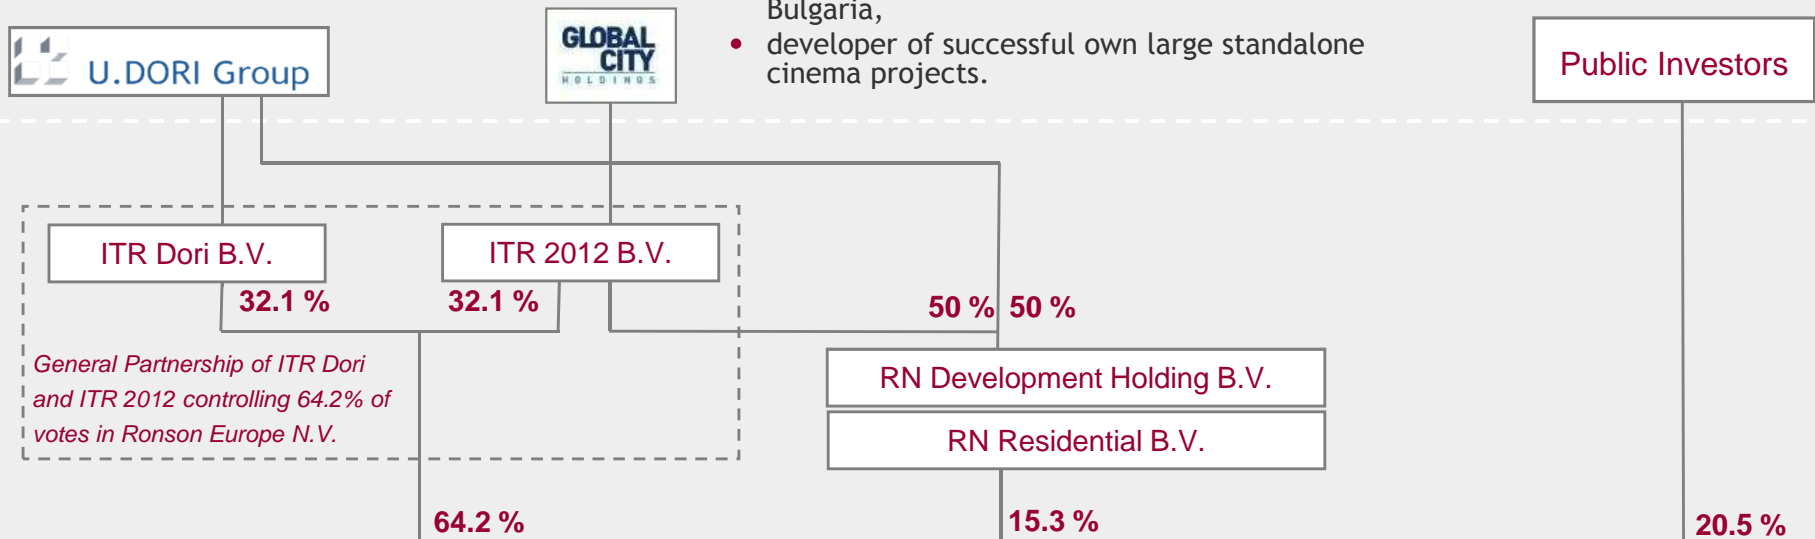 Bulgaria,
• developer of successful own large standalone
cinema projects.
U.DORI Group
GLOBAL
CITY
HOLDINGS
Public Investors
ITR Dori B.V.
ITR 2012 B.V.
32.1 %
32.1 %
50 %
50 %
General Partnership of ITR Dori
and ITR 2012 controlling 64.2% of
votes in Ronson Europe N.V.
RN Development Holding B.V.
RN Residential B.V.
64.2 %
15.3 %
20.5 %